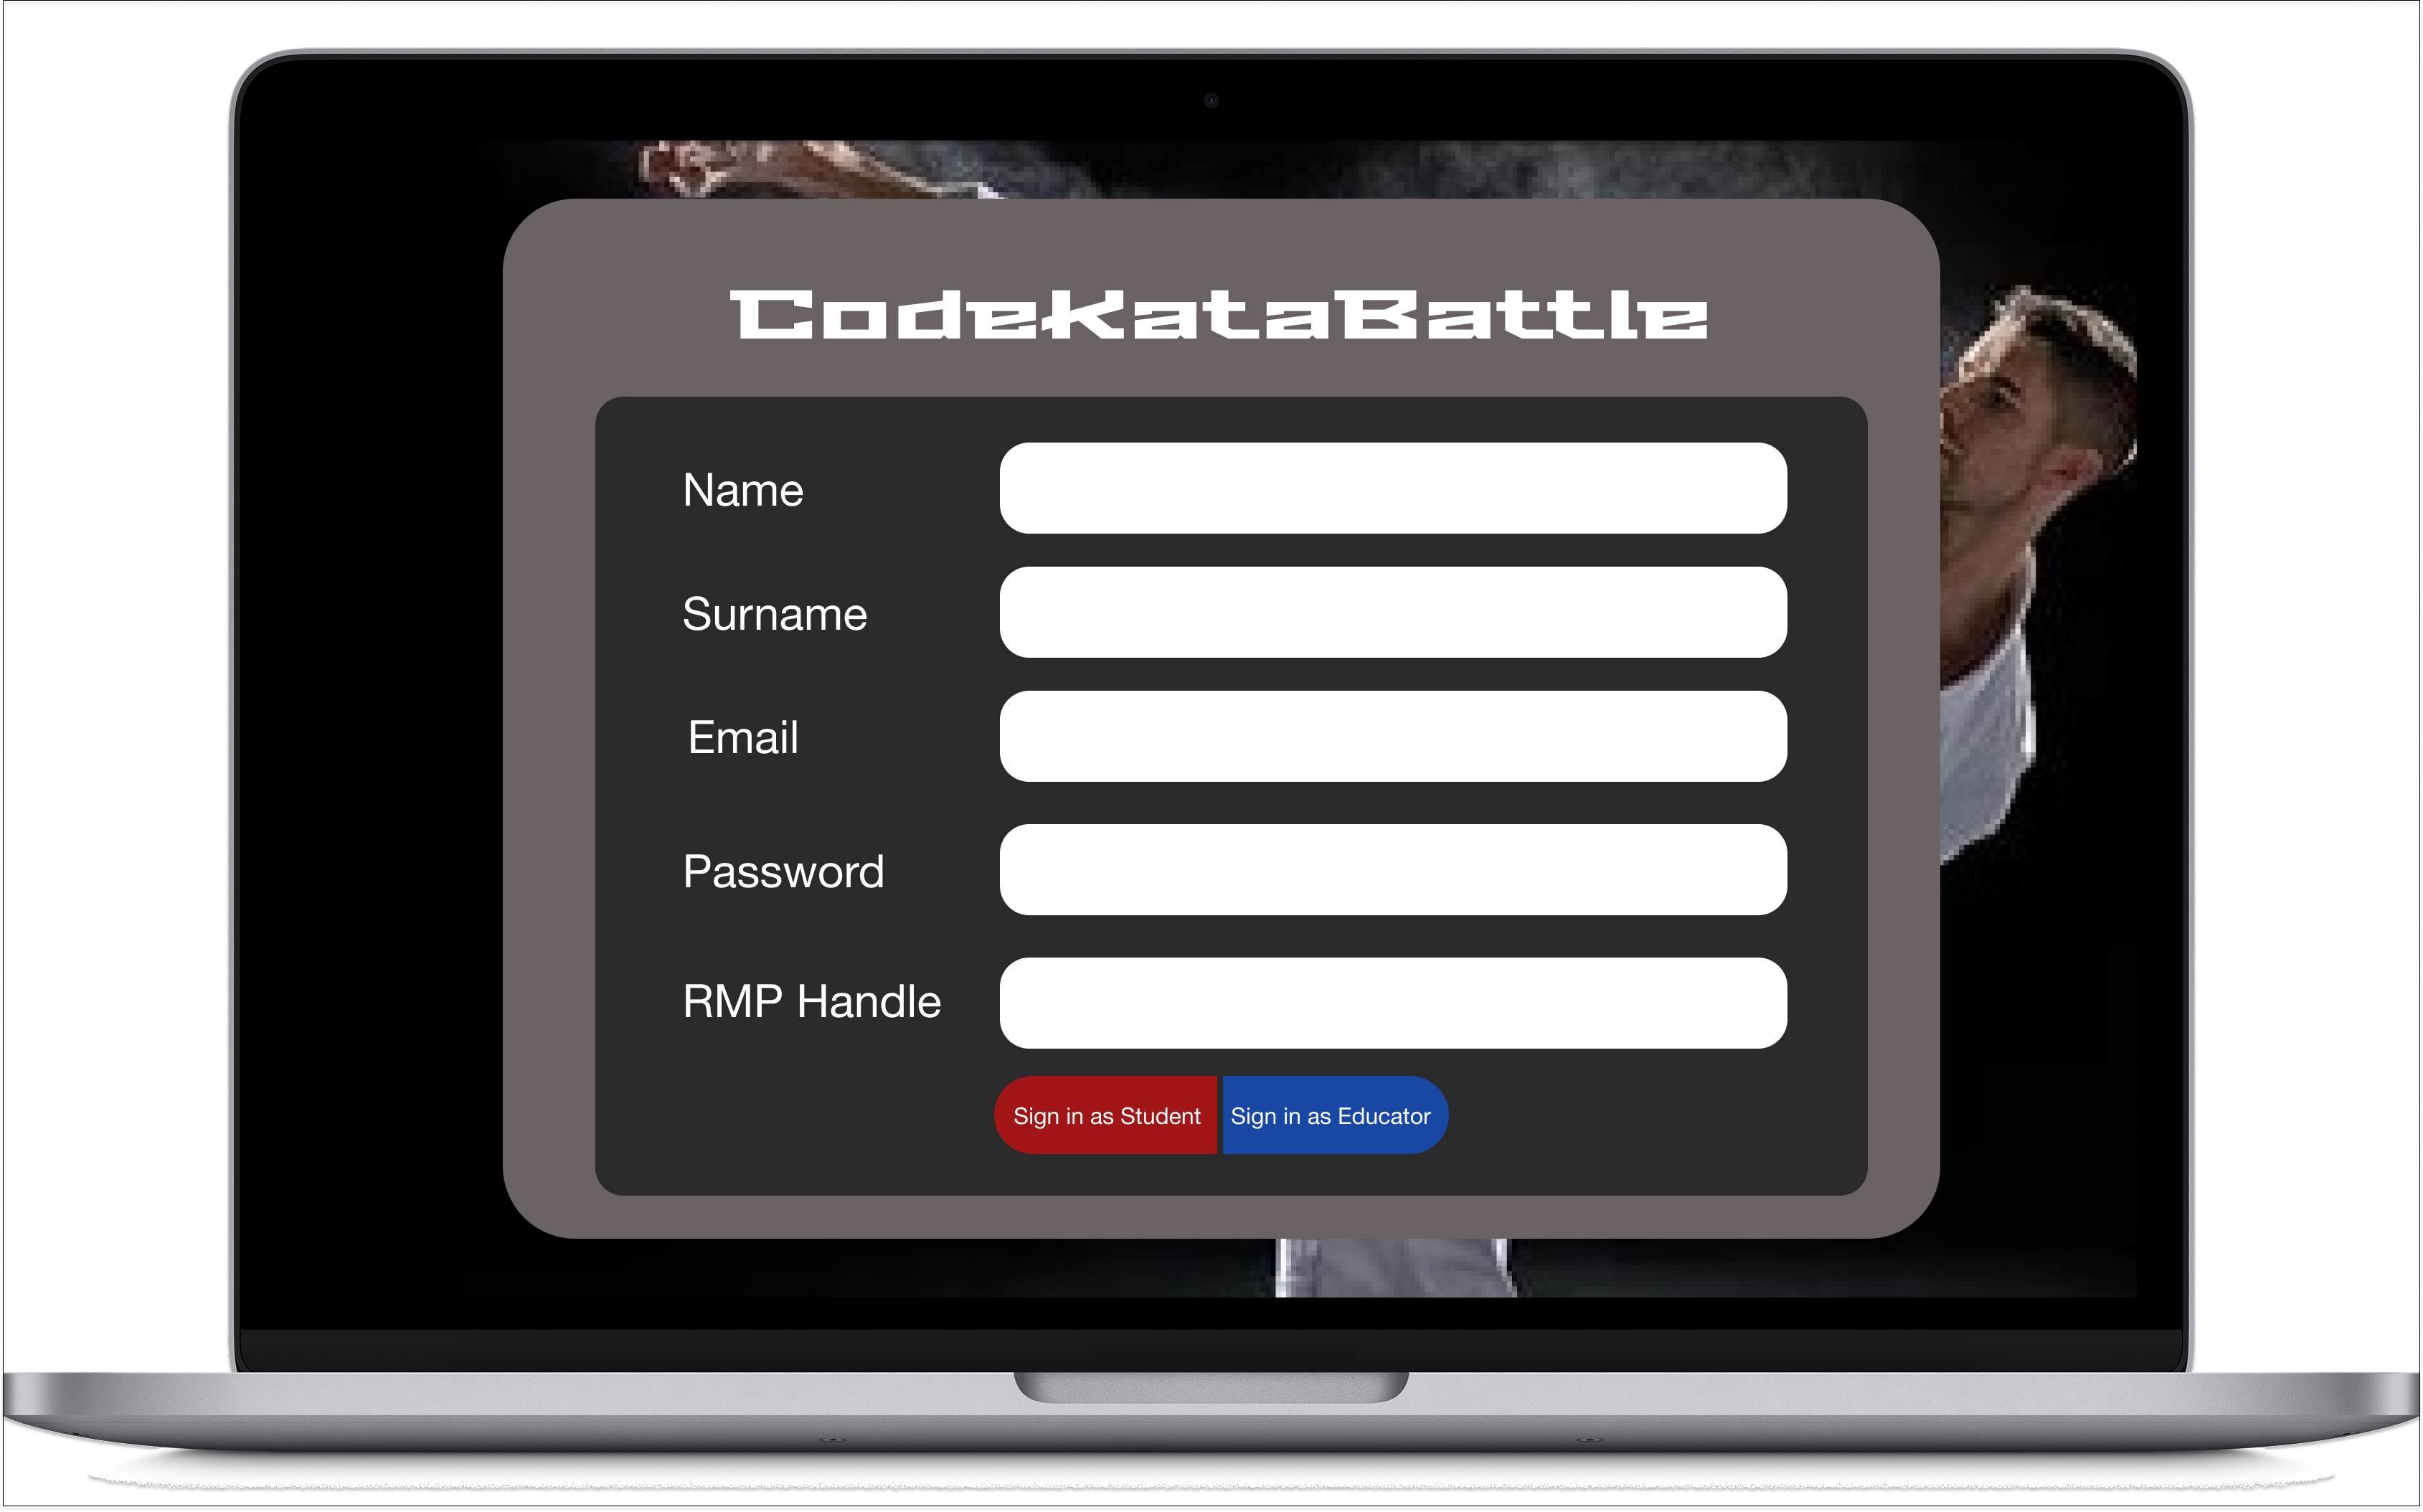 CodeKataBattle
Name
Surname
Email
Password
RMP Handle
Sign in as Student Sign in as Educator